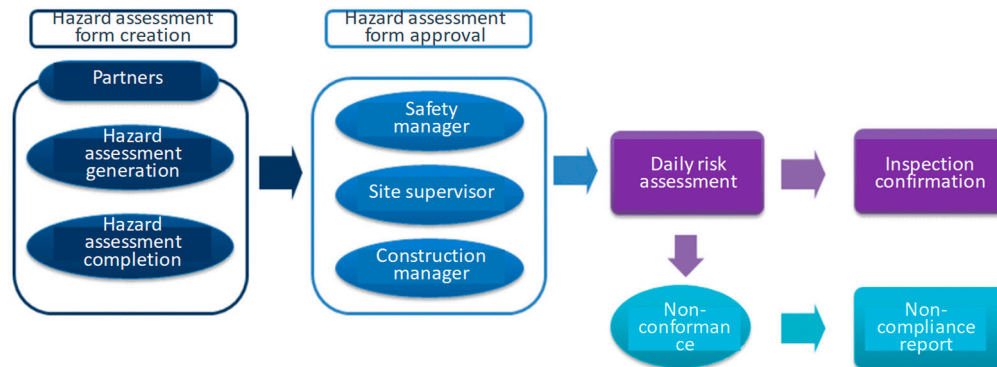 Hazard assessment
form creation
Partners
Hazard
assessment
generation
Hazard
assessment
completion
Hazard assessment
form approval
Safety
manager
Site supervisor
Construction
manager
Daily risk
assessment
Inspection
confirmation
Non-
conforman
ce
Non-
compliance
report